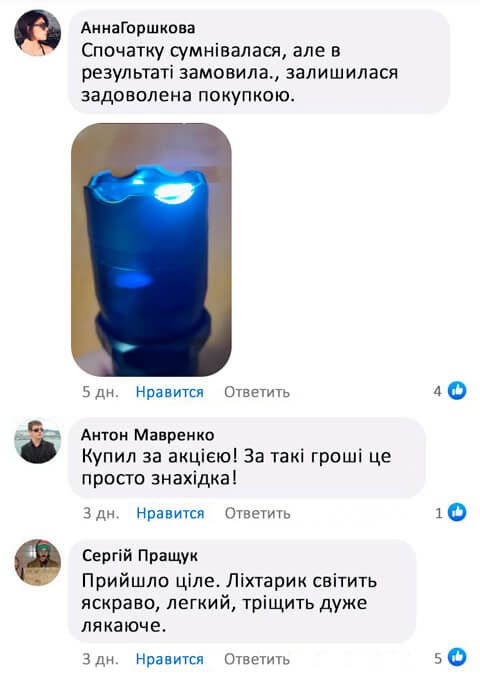 АннаГоршкова
Спочатку сумнівалася, але в
результаті замовила., залишилася
задоволена покупкою.
5 дн. Нравится Ответить 4
Антон Мавренко
Купил за акцією! За такі гроші це
просто знахідка!
3 дн. Нравится Ответить 1
Сергій Пращук
Прийшло ціле. Ліхтарик світить
яскраво, легкий, тріщить дуже
лякаюче.
3 дн. Нравится Ответить 5